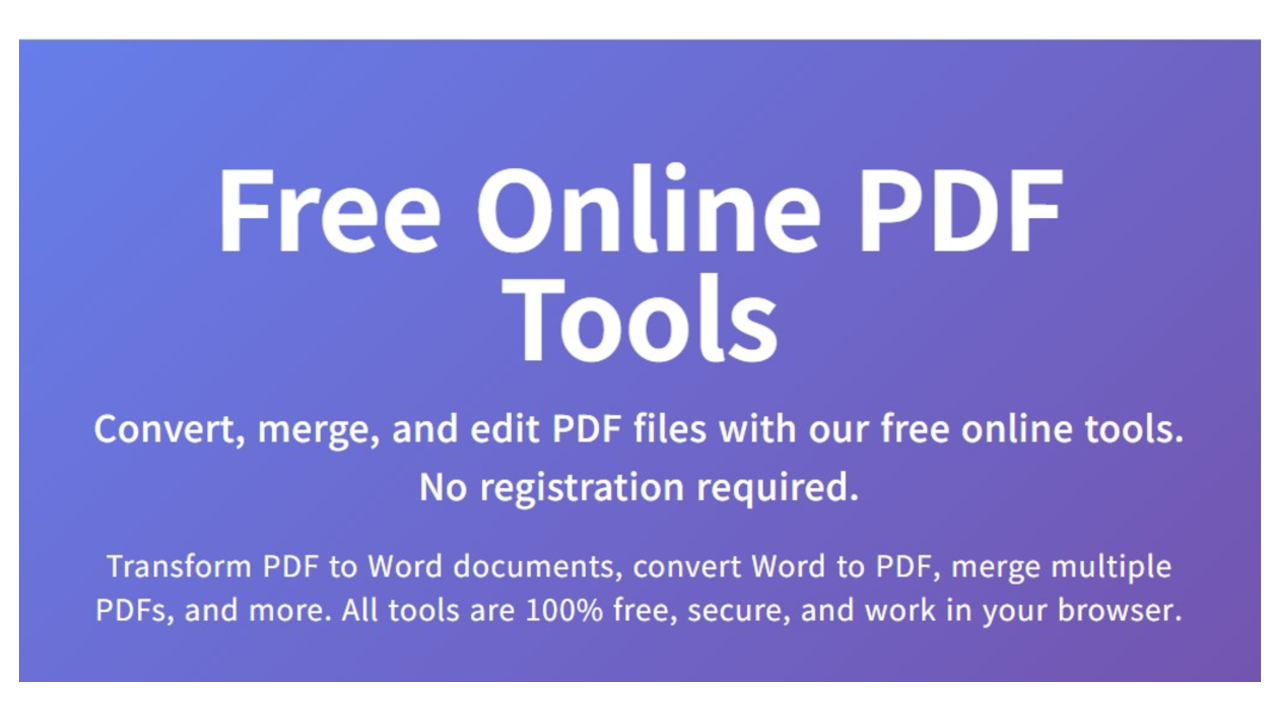 Free Online PDF
Tools
Convert, merge, and edit PDF files with our free online tools.
No registration required.
Transform PDF to Word documents, convert Word to PDF, merge multiple
PDFs, and more. All tools are 100% free, secure, and work in your browser.